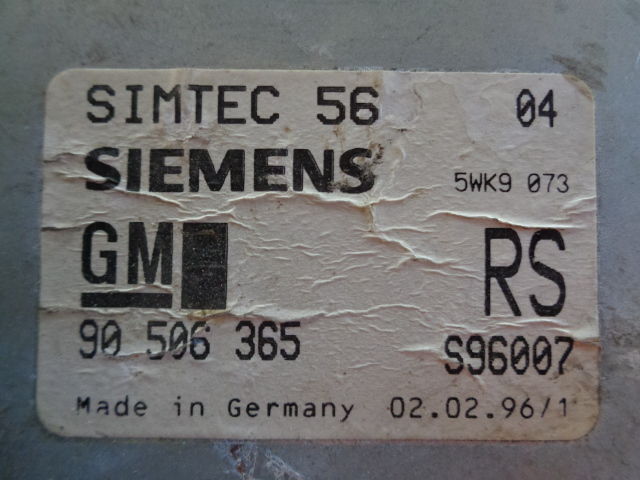 SIMTEC 56 04
SIEMENS 5WK9 073
GM RS
90 506 365 S96007
Made in Germany 02.02.96/1